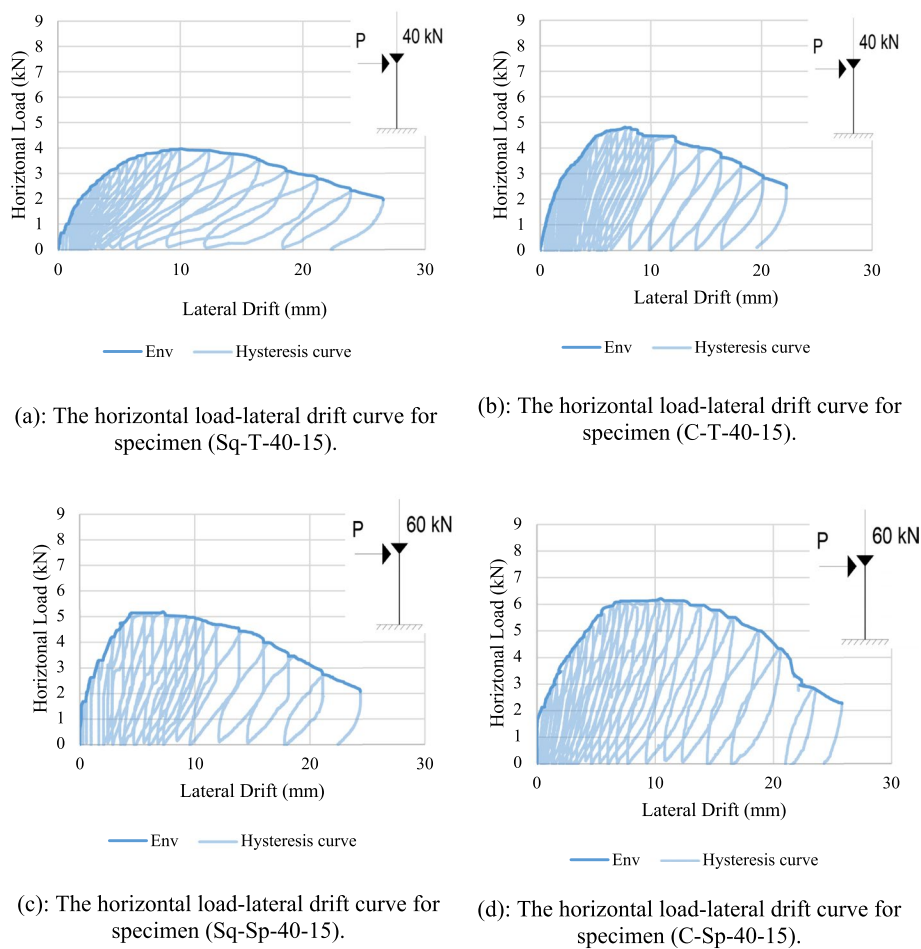 9
8
7
6
5
4
3
2
1
0
Horiztonal Load (kN)
P
40 kN
0
10
20
30
Lateral Drift (mm)
Env
Hysteresis curve
(a): The horizontal load-lateral drift curve for
specimen (Sq-T-40-15).
9
8
7
6
5
4
3
2
1
0
Horiztonal Load (kN)
P
40 kN
0
10
20
30
Lateral Drift (mm)
Env
Hysteresis curve
(b): The horizontal load-lateral drift curve for
specimen (C-T-40-15).
9
8
7
6
5
4
3
2
1
0
Horiztonal Load (kN)
P
60 kN
0
10
20
30
Lateral Drift (mm)
Env
Hysteresis curve
(c): The horizontal load-lateral drift curve for
specimen (Sq-Sp-40-15).
9
8
7
6
5
4
3
2
1
0
Horiztonal Load (kN)
P
60 kN
0
10
20
30
Lateral Drift (mm)
Env
Hysteresis curve
(d): The horizontal load-lateral drift curve for
specimen (C-Sp-40-15).